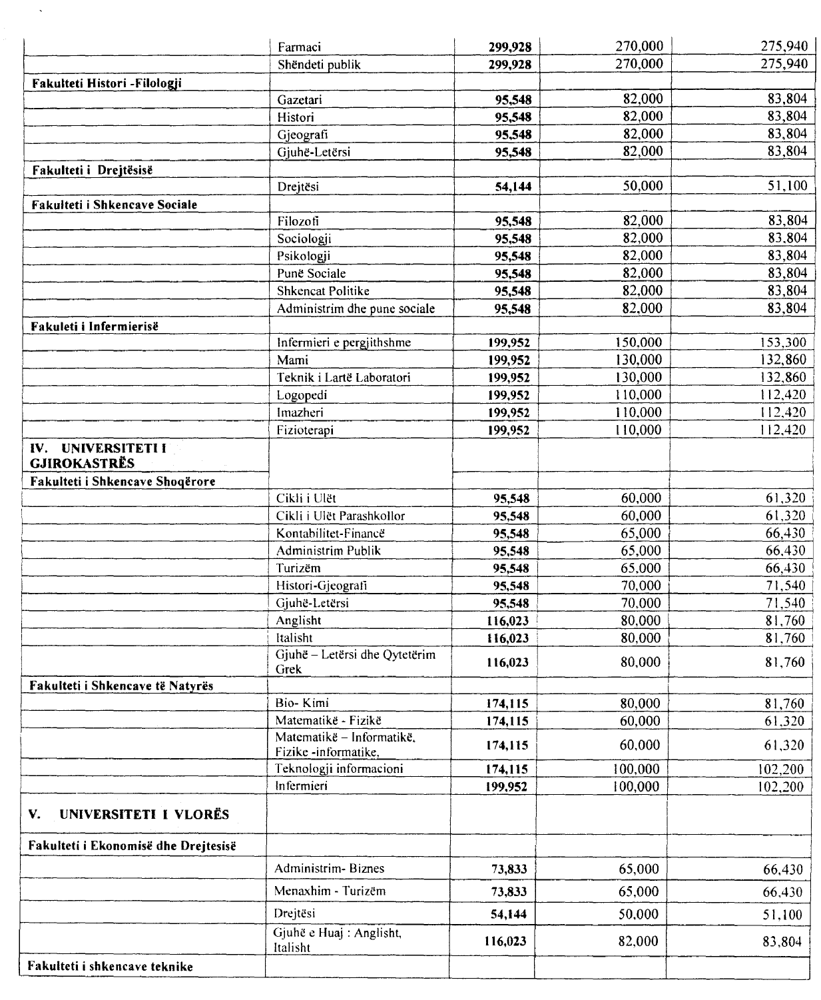 Farmaci 299,928 270,000 275,940
Shëndeti publik 299,928 270,000 275,940
Fakulteti Histori -Filologji
Gazetari 95,548 82,000 83,804
Histori 95,548 82,000 83,804
Gjeografi 95,548 82,000 83,804
Gjuhë-Letërsi 95,548 82,000 83,804
Fakulteti i Drejtësisë
Drejtësi 54,144 50,000 51,100
Fakulteti i Shkencave Sociale
Filozofi 95,548 82,000 83,804
Sociologji 95,548 82,000 83,804
Psikologji 95,548 82,000 83,804
Punë Sociale 95,548 82,000 83,804
Shkencat Politike 95,548 82,000 83,804
Administrim dhe pune sociale 95,548 82,000 83,804
Fakuleti i Infermierisë
Infermieri e pergjithshme 199,952 150,000 153,300
Mami 199,952 130,000 132,860
Teknik i Lartë Laboratori 199,952 130,000 132,860
Logopedi 199,952 110,000 112,420
Imazheri 199,952 110,000 112,420
Fizioterapi 199,952 110,000 112,420
IV. UNIVERSITETI I
GJIROKASTRËS
Fakulteti i Shkencave Shoqërore
Cikli i Ulët 95,548 60,000 61,320
Cikli i Ulët Parashkollor 95,548 60,000 61,320
Kontabilitet-Financë 95,548 65,000 66,430
Administrim Publik 95,548 65,000 66,430
Turizëm 95,548 65,000 66,430
Histori-Gjeografi 95,548 70,000 71,540
Gjuhë-Letërsi 95,548 70,000 71,540
Anglisht 116,023 80,000 81,760
Italisht 116,023 80,000 81,760
Gjuhë – Letërsi dhe Qytetërim
Grek 116,023 80,000 81,760
Fakulteti i Shkencave të Natyrës
Bio- Kimi 174,115 80,000 81,760
Matematikë - Fizikë 174,115 60,000 61,320
Matematikë – Informatikë,
Fizike -informatike, 174,115 60,000 61,320
Teknologji informacioni 174,115 100,000 102,200
Infermieri 199,952 100,000 102,200
V. UNIVERSITETI I VLORËS
Fakulteti i Ekonomisë dhe Drejtesisë
Administrim- Biznes 73,833 65,000 66,430
Menaxhim - Turizëm 73,833 65,000 66,430
Drejtësi 54,144 50,000 51,100
Gjuhë e Huaj : Anglisht,
Italisht 116,023 82,000 83,804
Fakulteti i shkencave teknike